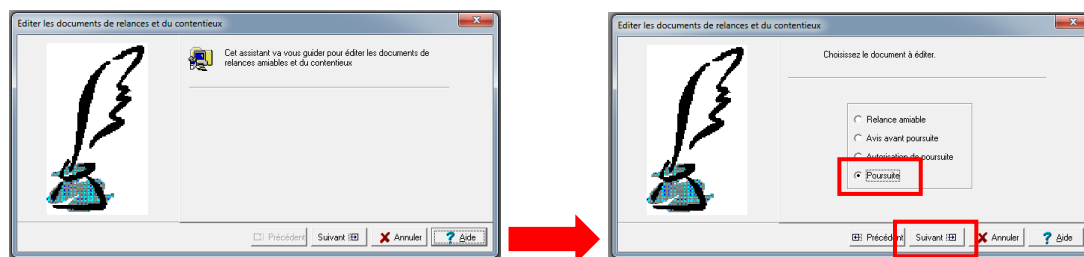 Editer les documents de relances et du contentieux
Cet assistant va vous guider pour éditer les documents de
relances amiables et du contentieux
Précédent Suivant Annuler ? Aide
Editer les documents de relances et du contentieux
Choisissez le document à éditer.
Relance amiable
Avis avant poursuite
Autorisation de poursuite
Poursuite
Précédent Suivant Annuler ? Aide